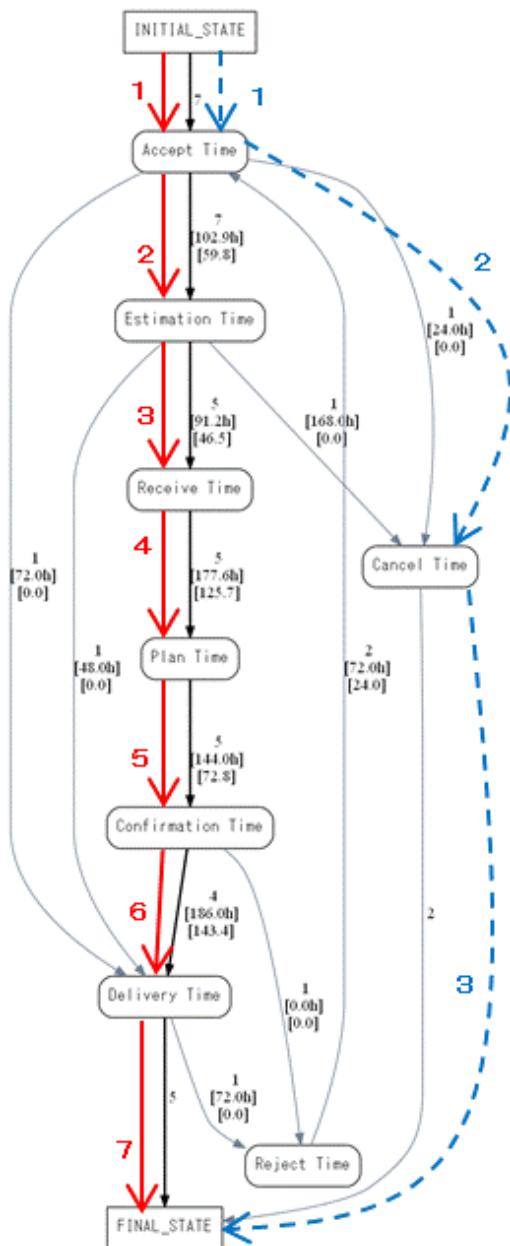 INITIAL_STATE
1
7
1
Accept Time
2
7
[102.9h]
[59.8]
2
1
[24.0h]
[0.0]
Estimation Time
3
5
[91.2h]
[46.5]
1
[168.0h]
[0.0]
Receive Time
4
5
[177.6h]
[125.7]
Cancel Time
1
[72.0h]
[0.0]
1
[48.0h]
[0.0]
Plan Time
2
[72.0h]
[24.0]
5
5
[144.0h]
[72.8]
Confirmation Time
6
4
[186.0h]
[143.4]
2
Delivery Time
1
[0.0h]
[0.0]
3
7
5
1
[72.0h]
[0.0]
Reject Time
FINAL_STATE